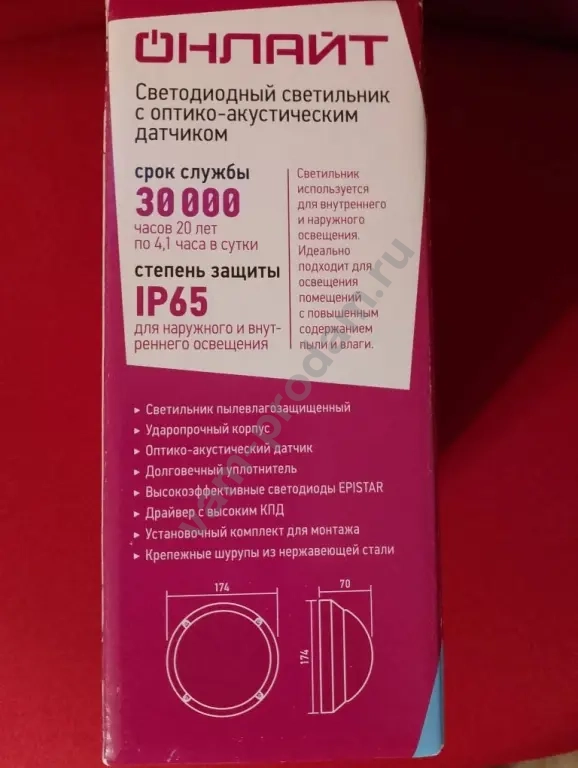 ОНЛАЙТ
Светодиодный светильник
с оптико-акустическим
датчиком
срок службы
30 000
часов 20 лет
по 4,1 часа в сутки
степень защиты
IP65
для наружного и внут-
реннего освещения
Светильник
используется
для внутреннего
и наружного
освещения.
Идеально
подходит для
освещения
помещений
с повышенным
содержанием
пыли и влаги.
▸ Светильник пылевлагозащищенный
▸ Ударопрочный корпус
▸ Оптико-акустический датчик
▸ Долговечный уплотнитель
▸ Высокоэффективные светодиоды EPISTAR
▸ Драйвер с высоким КПД
▸ Установочный комплект для монтажа
▸ Крепежные шурупы из нержавеющей стали
174
70
174
vam-prodam.ru